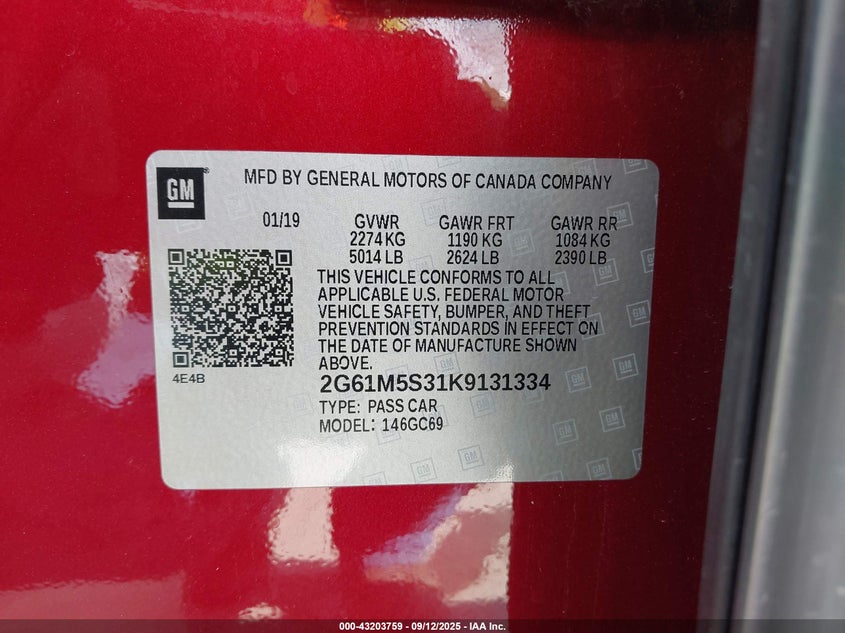 GM
MFD BY GENERAL MOTORS OF CANADA COMPANY
01/19 GVWR GAWR FRT GAWR RR
2274 KG 1190 KG 1084 KG
5014 LB 2624 LB 2390 LB
THIS VEHICLE CONFORMS TO ALL
APPLICABLE U.S. FEDERAL MOTOR
VEHICLE SAFETY, BUMPER, AND THEFT
PREVENTION STANDARDS IN EFFECT ON
THE DATE OF MANUFACTURE SHOWN
ABOVE.
4E4B
2G61M5S31K9131334
TYPE: PASS CAR
MODEL: 146GC69
000-43203759 - 09/12/2025 - IAA Inc.